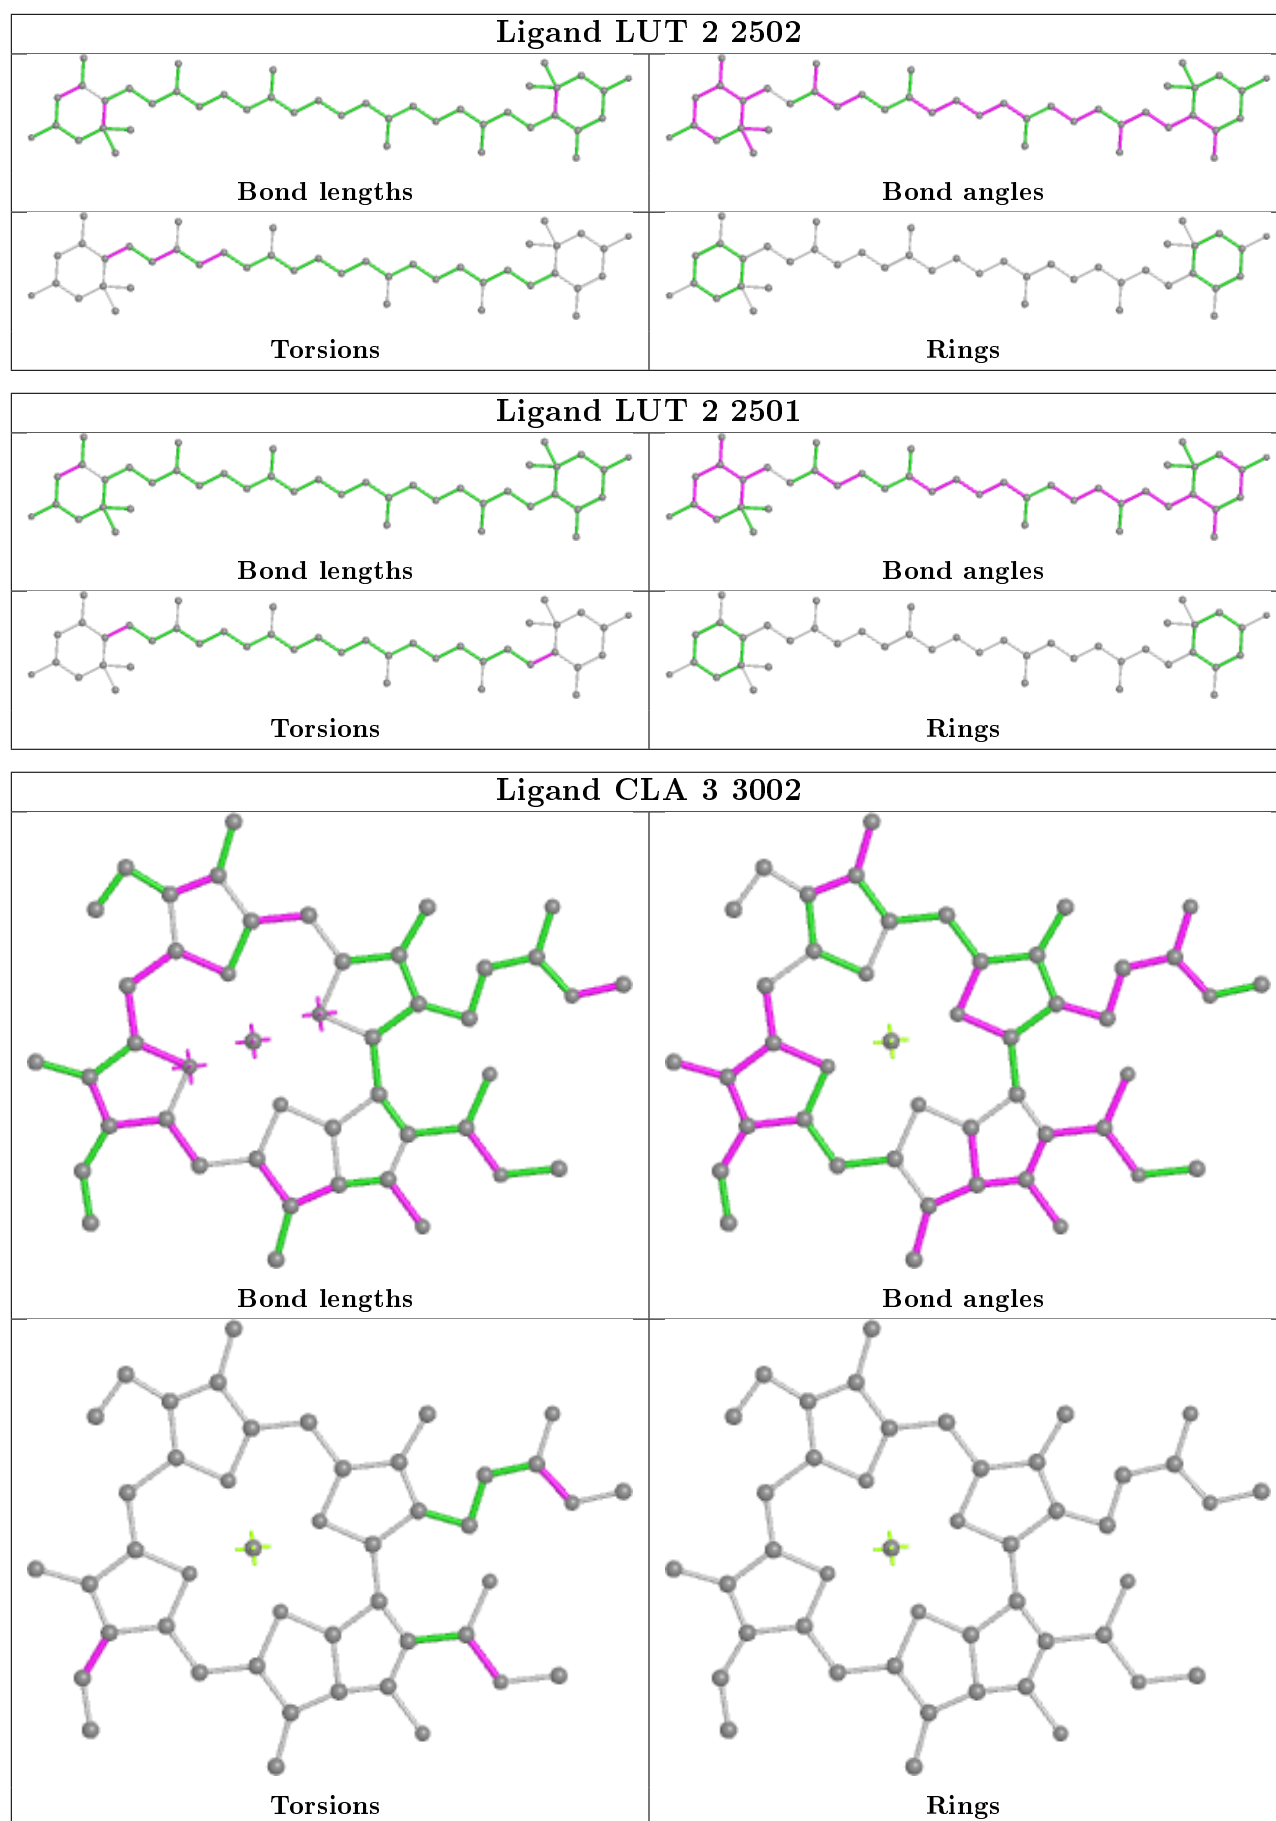 Ligand LUT 2 2502
Bond lengths
Bond angles
Torsions
Rings
Ligand LUT 2 2501
Bond lengths
Bond angles
Torsions
Rings
Ligand CLA 3 3002
Bond lengths
Bond angles
Torsions
Rings